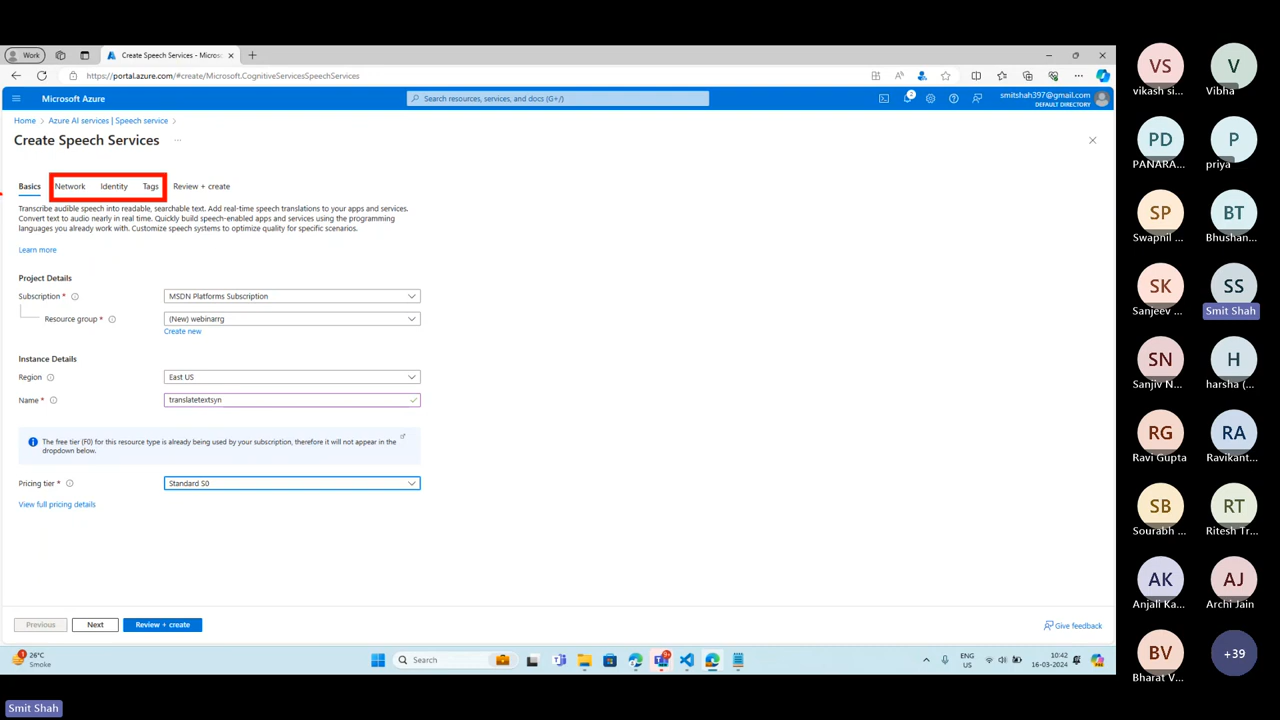 Work
Create Speech Services - Micros
https://portal.azure.com/#create/Microsoft.CognitiveServicesSpeechServices
Microsoft Azure
Search resources, services, and docs (G+/)
2
smitshah397@gmail.com
DEFAULT DIRECTORY
Home > Azure AI services | Speech service >
Create Speech Services ...
Basics Network Identity Tags Review + create
Transcribe audible speech into readable, searchable text. Add real-time speech translations to your apps and services.
Convert text to audio nearly in real time. Quickly build speech-enabled apps and services using the programming
languages you already work with. Customize speech systems to optimize quality for specific scenarios.
Learn more
Project Details
Subscription * MSDN Platforms Subscription
Resource group * (New) webinarrg
Create new
Instance Details
Region East US
Name * translatetextsyn
The free tier (F0) for this resource type is already being used by your subscription, therefore it will not appear in the
dropdown below.
Pricing tier * Standard S0
View full pricing details
Previous Next Review + create
Give feedback
1
26°C
Smoke
Search
9+
ENG
US
10:42
16-03-2024
Smit Shah
VS V
vikash si... Vibha
PD P
PANARA... priya
SP BT
Swapnil ... Bhushan...
SK SS
Sanjeev ... Smit Shah
SN H
Sanjiv N... harsha (...
RG RA
Ravi Gupta Ravikant...
SB RT
Sourabh ... Ritesh Tr...
AK AJ
Anjali Ka... Archi Jain
BV +39
Bharat V...